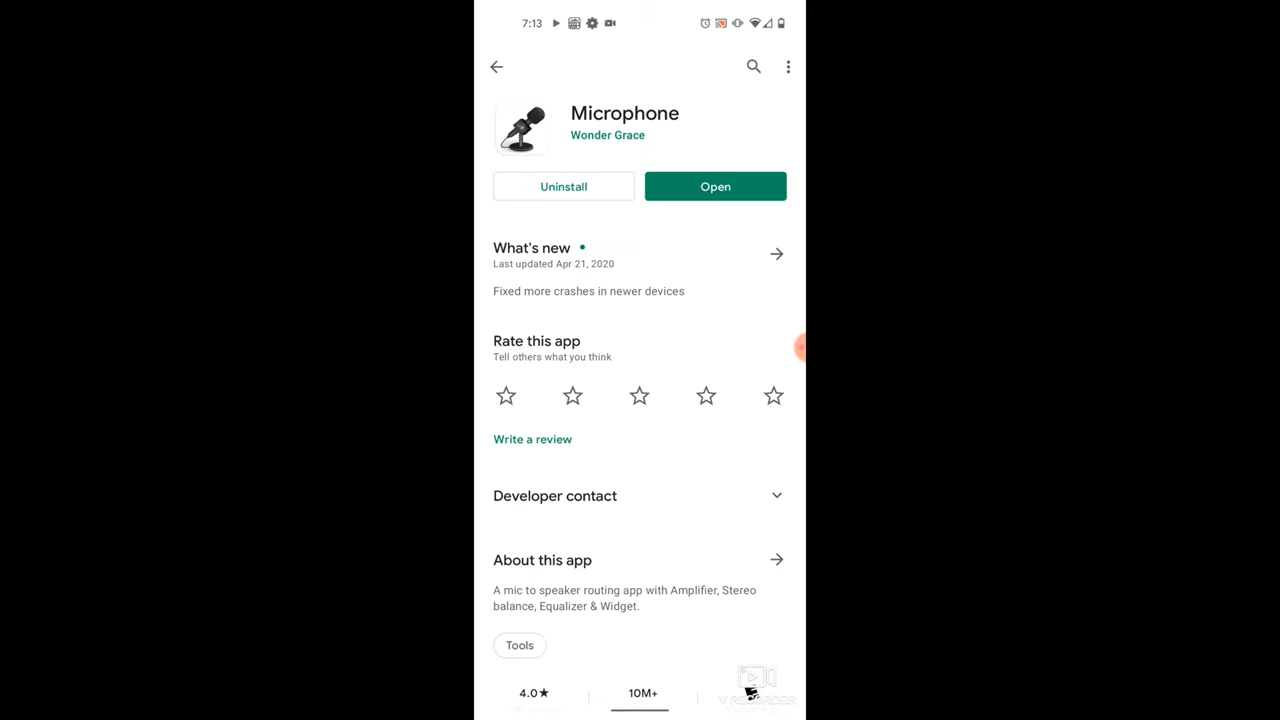 7:13
Microphone
Wonder Grace
Uninstall
Open
What's new
Last updated Apr 21, 2020
Fixed more crashes in newer devices
Rate this app
Tell others what you think
Write a review
Developer contact
About this app
A mic to speaker routing app with Amplifier, Stereo
balance, Equalizer & Widget.
Tools
4.0★
10M+
E
V RECORDER